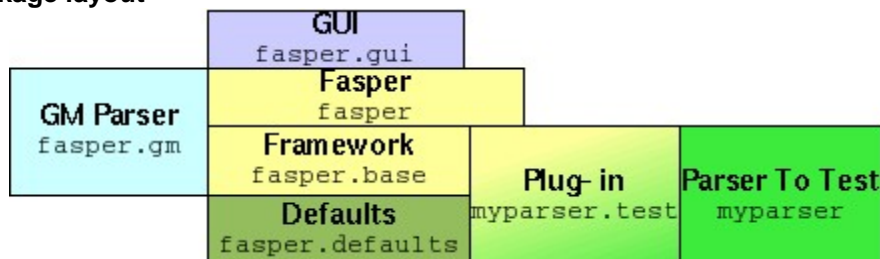 kage layout
GUI
fasper.gui
Fasper
fasper
GM Parser
fasper.gm
Framework
fasper.base
Plug-in
myparser.test
Parser To Test
myparser
Defaults
fasper.defaults